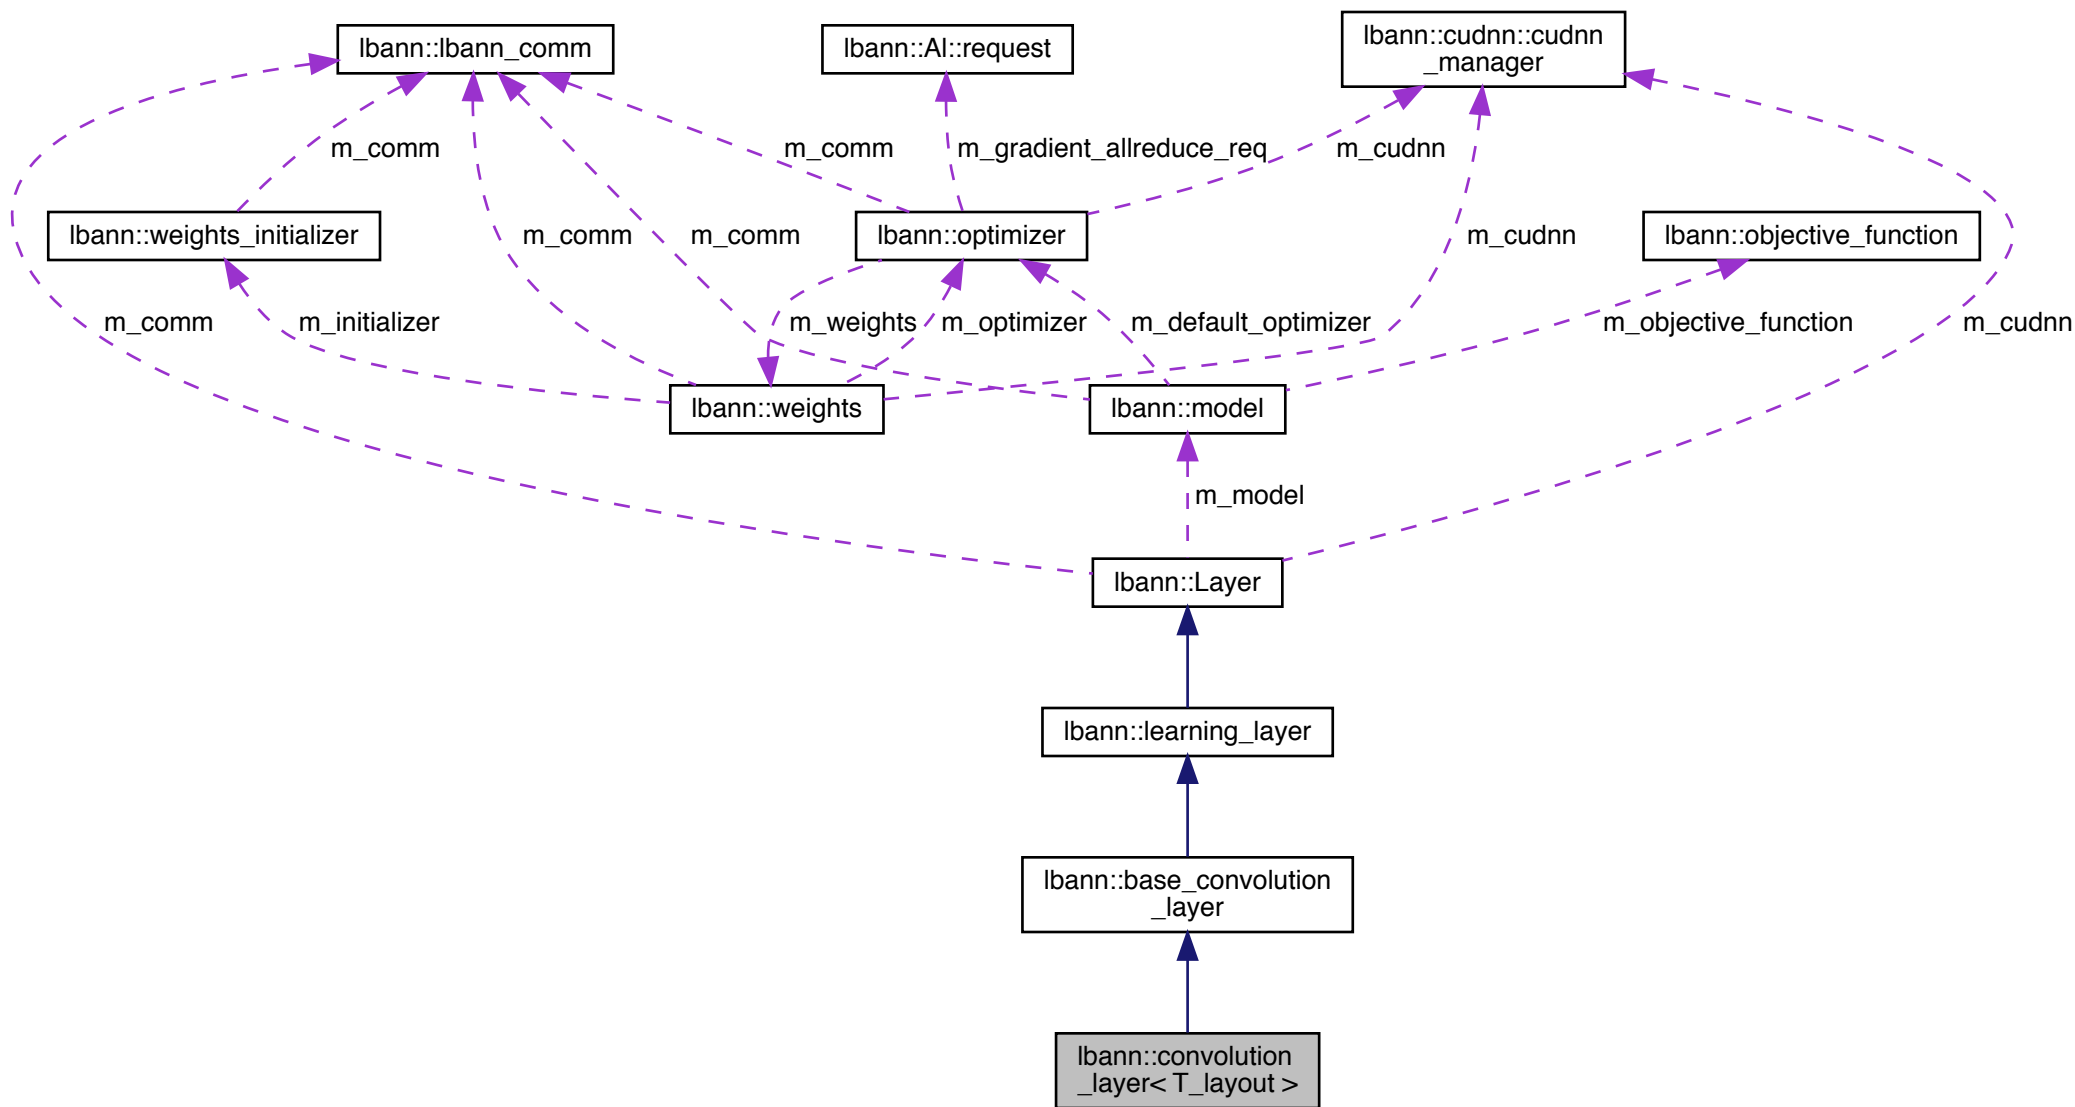 lbann::lbann_comm
lbann::Al::request
lbann::cudnn::cudnn
_manager
m_comm
m_comm
m_gradient_allreduce_req
m_cudnn
lbann::weights_initializer
m_comm
m_comm
lbann::optimizer
m_cudnn
lbann::objective_function
m_comm
m_initializer
m_weights
m_optimizer
m_default_optimizer
m_objective_function
m_cudnn
lbann::weights
lbann::model
m_model
lbann::Layer
lbann::learning_layer
lbann::base_convolution
_layer
lbann::convolution
_layer< T_layout >